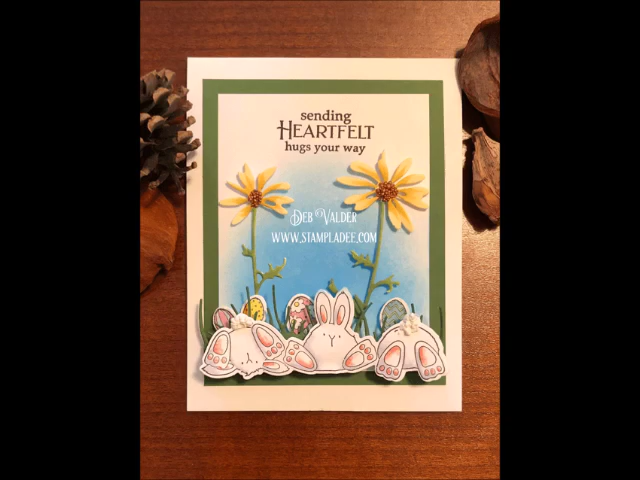 sending
HEARTFELT
hugs your way
DEB VALDER
WWW.STAMPLADEE.COM